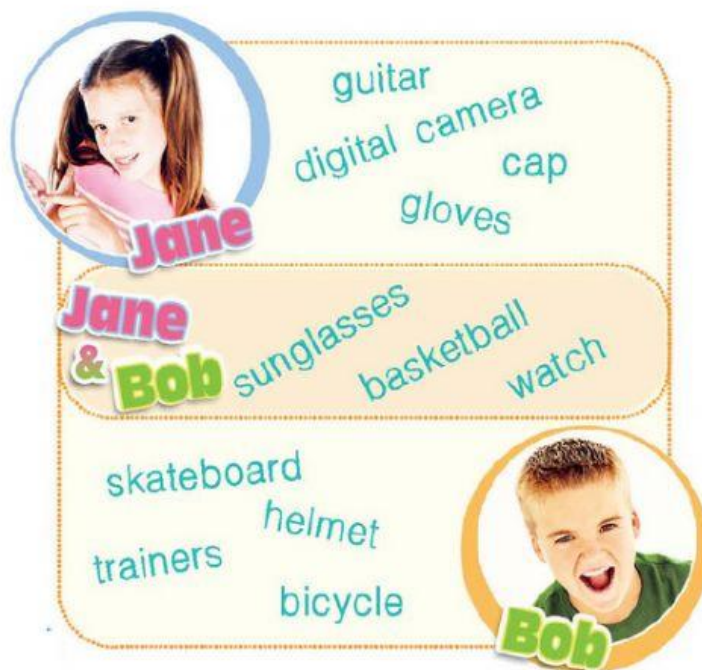 guitar
digital camera
cap
gloves
Jane
Jane
&
Bob
sunglasses
basketball
watch
skateboard
helmet
trainers
bicycle
Bob